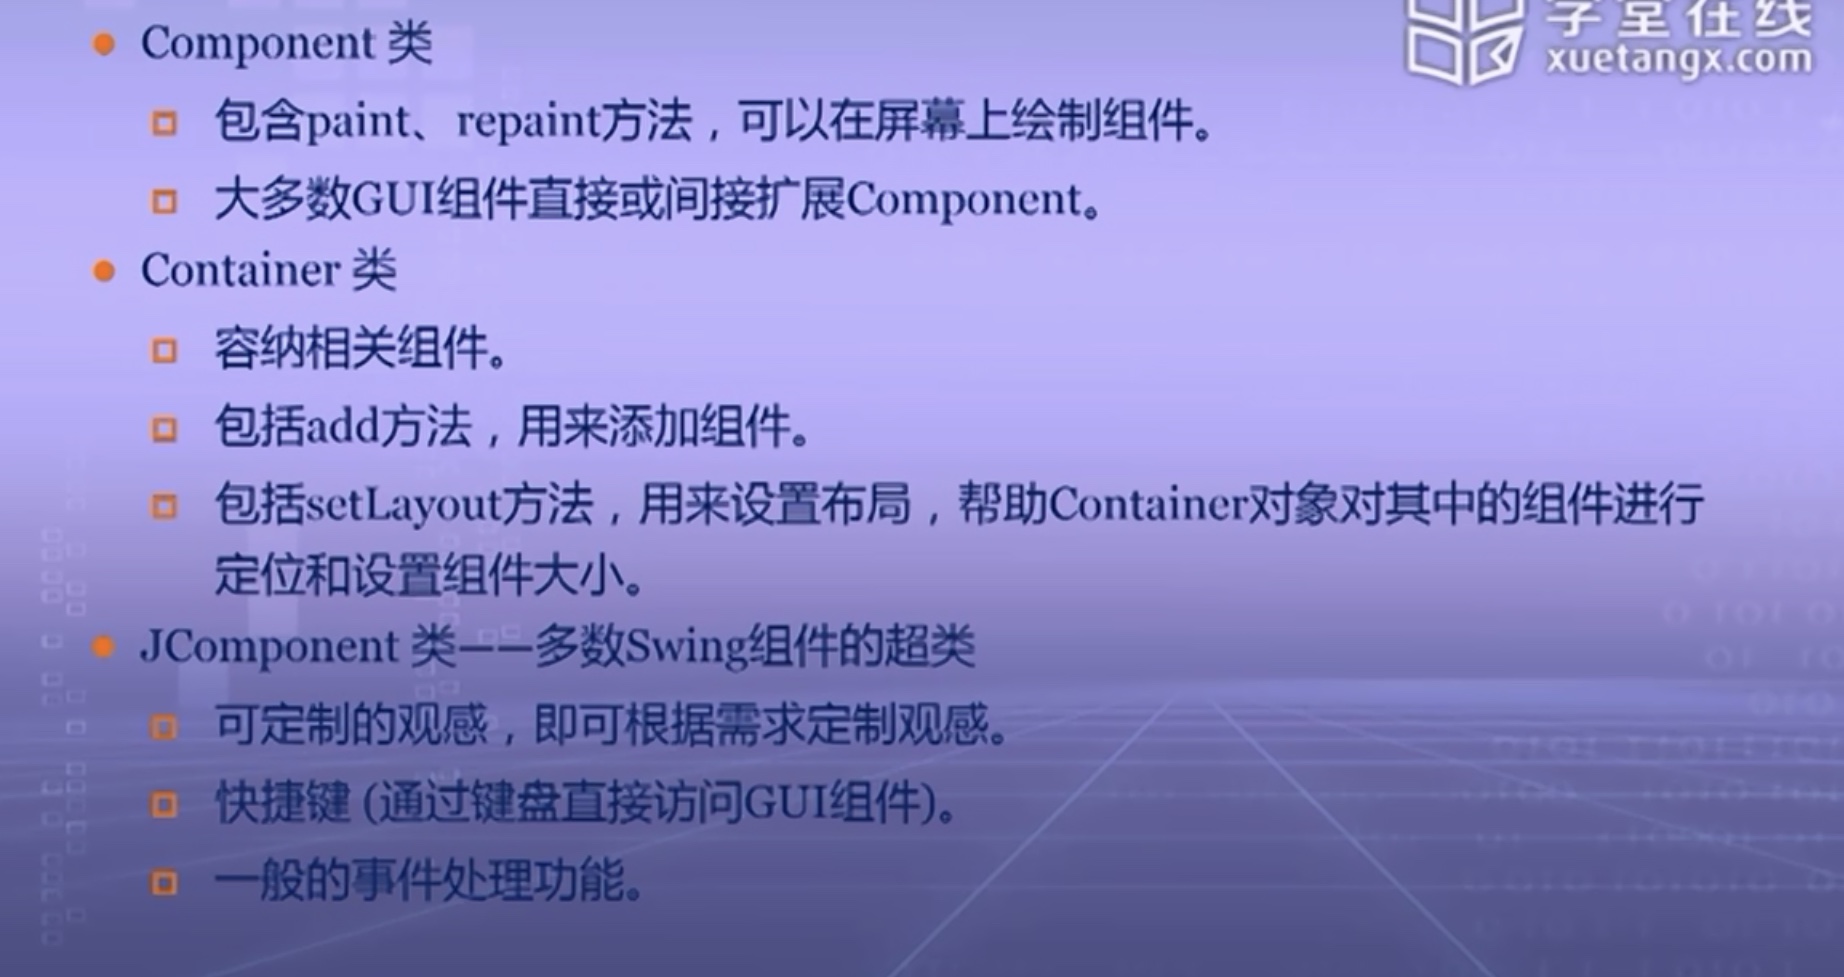 学堂在线
xuetangx.com
Component 类
包含paint、repaint方法，可以在屏幕上绘制组件。
大多数GUI组件直接或间接扩展Component。
Container 类
容纳相关组件。
包括add方法，用来添加组件。
包括setLayout方法，用来设置布局，帮助Container对象对其中的组件进行
定位和设置组件大小。
JComponent 类——多数Swing组件的超类
可定制的观感，即可根据需求定制观感。
快捷键 (通过键盘直接访问GUI组件)。
一般的事件处理功能。